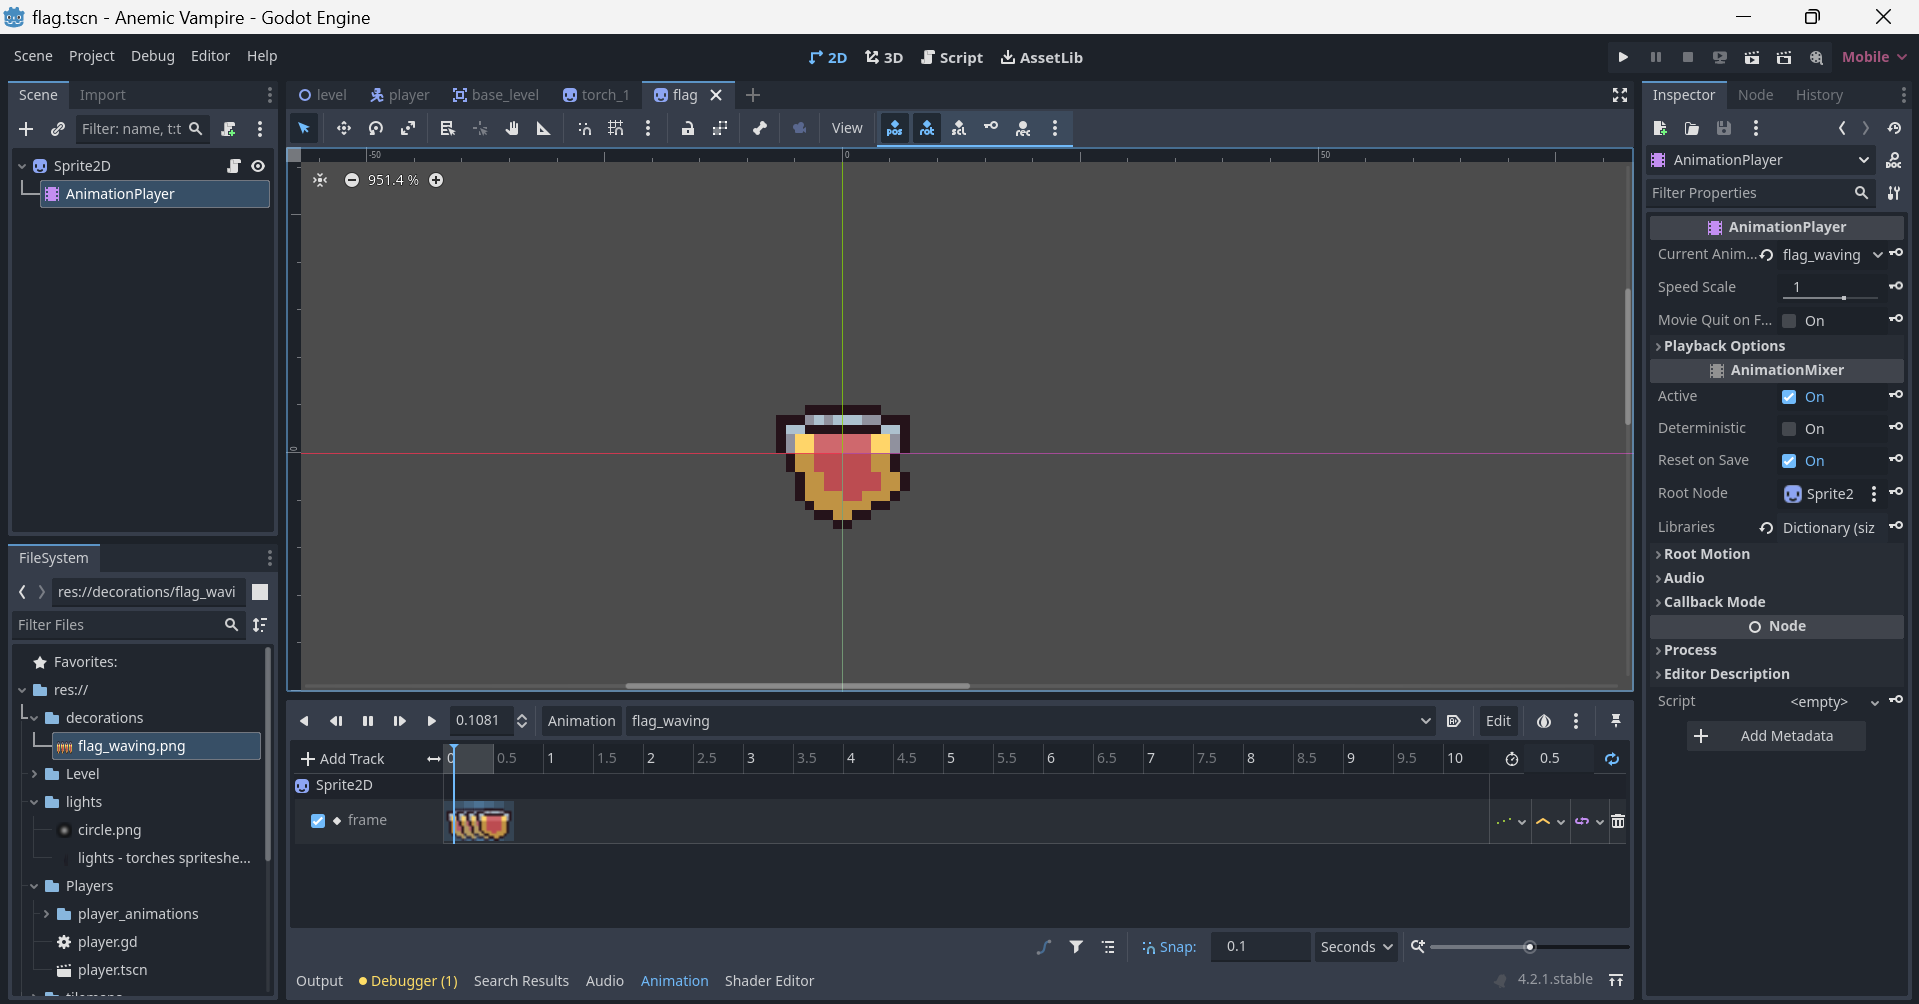 flag.tscn - Anemic Vampire - Godot Engine
Scene Project Debug Editor Help
2D 3D Script AssetLib
Mobile
Scene Import
Filter: name, t:t
Sprite2D
AnimationPlayer
FileSystem
res://decorations/flag_wavi
Filter Files
Favorites:
res://
decorations
flag_waving.png
Level
lights
circle.png
lights - torches spriteshe...
Players
player_animations
player.gd
player.tscn
level player base_level torch_1 flag
View pos rot scl rec
-50 0 50
0
951.4 %
0.1081 Animation flag_waving Edit
Add Track 0 0.5 1 1.5 2 2.5 3 3.5 4 4.5 5 5.5 6 6.5 7 7.5 8 8.5 9 9.5 10 0.5
Sprite2D
frame
Snap: 0.1 Seconds
Output Debugger (1) Search Results Audio Animation Shader Editor 4.2.1.stable
Inspector Node History
AnimationPlayer
DOC
Filter Properties
AnimationPlayer
Current Anim... flag_waving
Speed Scale 1
Movie Quit on F... On
Playback Options
AnimationMixer
Active On
Deterministic On
Reset on Save On
Root Node Sprite2
Libraries Dictionary (siz
Root Motion
Audio
Callback Mode
Node
Process
Editor Description
Script <empty>
Add Metadata